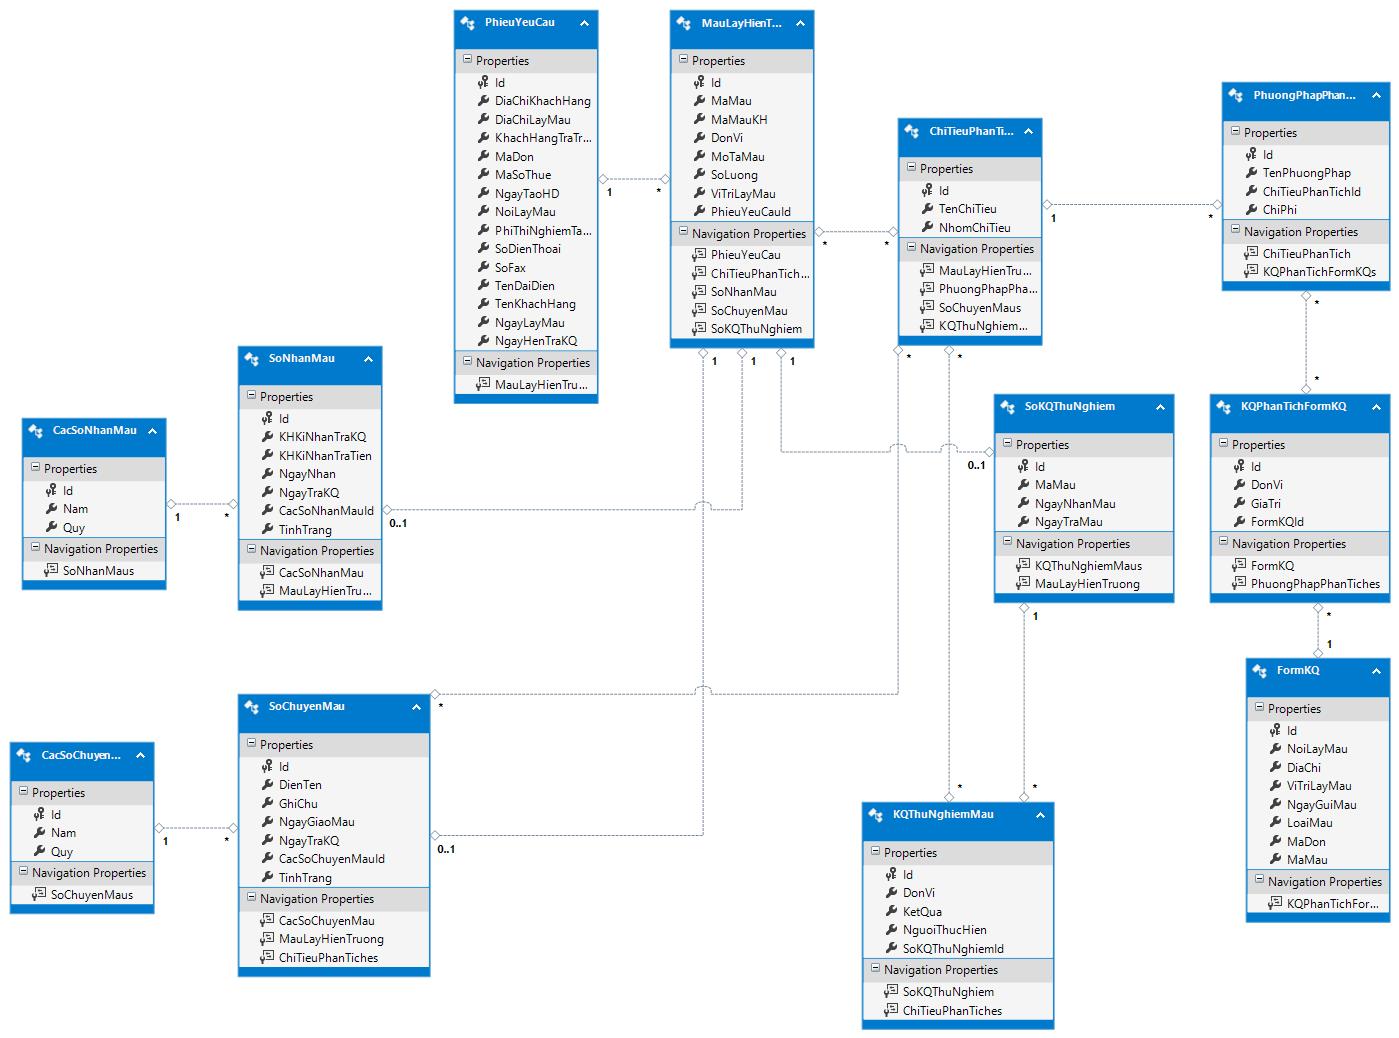 PhieuYeuCau
Properties
Id
DiaChiKhachHang
DiaChiLayMau
KhachHangTraTr...
MaDon
MaSoThue
NgayTaoHD
NoiLayMau
PhiThiNghiemTa...
SoDienThoai
SoFax
TenDaiDien
TenKhachHang
NgayLayMau
NgayHenTraKQ
Navigation Properties
MauLayHienTru...
1
*
MauLayHienT...
Properties
Id
MaMau
MaMauKH
DonVi
MoTaMau
SoLuong
ViTriLayMau
PhieuYeuCauId
Navigation Properties
PhieuYeuCau
ChiTieuPhanTich...
SoNhanMau
SoChuyenMau
SoKQThuNghiem
*
*
1
1
1
ChiTieuPhanTi...
Properties
Id
TenChiTieu
NhomChiTieu
Navigation Properties
MauLayHienTru...
PhuongPhapPha...
SoChuyenMaus
KQThuNghiem...
1
*
*
*
PhuongPhapPhan...
Properties
Id
TenPhuongPhap
ChiTieuPhanTichId
ChiPhi
Navigation Properties
ChiTieuPhanTich
KQPhanTichFormKQs
*
*
CacSoNhanMau
Properties
Id
Nam
Quy
Navigation Properties
SoNhanMaus
1
*
SoNhanMau
Properties
Id
KHKiNhanTraKQ
KHKiNhanTraTien
NgayNhan
NgayTraKQ
CacSoNhanMauId
TinhTrang
Navigation Properties
CacSoNhanMau
MauLayHienTru...
0..1
0..1
SoKQThuNghiem
Properties
Id
MaMau
NgayNhanMau
NgayTraMau
Navigation Properties
KQThuNghiemMaus
MauLayHienTruong
1
KQPhanTichFormKQ
Properties
Id
DonVi
GiaTri
FormKQId
Navigation Properties
FormKQ
PhuongPhapPhanTiches
*
1
FormKQ
Properties
Id
NoiLayMau
DiaChi
ViTriLayMau
NgayGuiMau
LoaiMau
MaDon
MaMau
Navigation Properties
KQPhanTichFor...
CacSoChuyen...
Properties
Id
Nam
Quy
Navigation Properties
SoChuyenMaus
1
*
SoChuyenMau
Properties
Id
DienTen
GhiChu
NgayGiaoMau
NgayTraKQ
CacSoChuyenMauId
TinhTrang
Navigation Properties
CacSoChuyenMau
MauLayHienTruong
ChiTieuPhanTiches
*
0..1
*
*
KQThuNghiemMau
Properties
Id
DonVi
KetQua
NguoiThucHien
SoKQThuNghiemId
Navigation Properties
SoKQThuNghiem
ChiTieuPhanTiches